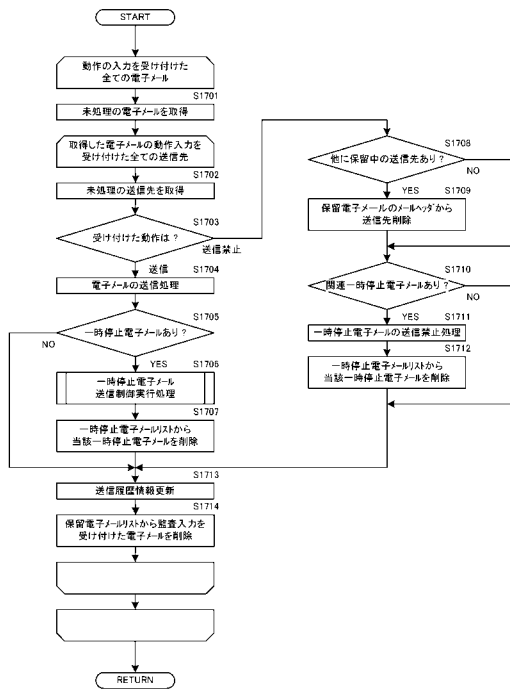 START
動作の入力を受け付けた
全ての電子メール
S1701
未処理の電子メールを取得
取得した電子メールの動作入力を
受け付けた全ての送信先
S1702
未処理の送信先を取得
S1703
受け付けた動作は？
送信禁止
送信
S1704
電子メールの送信処理
S1705
一時停止電子メールあり？
NO
YES
S1706
一時停止電子メール
送信制御実行処理
S1707
一時停止電子メールリストから
当該一時停止電子メールを削除
S1708
他に保留中の送信先あり？
NO
YES
S1709
保留電子メールのメールヘッダから
送信先削除
S1710
関連一時停止電子メールあり？
NO
YES
S1711
一時停止電子メールの送信禁止処理
S1712
一時停止電子メールリストから
当該一時停止電子メールを削除
S1713
送信履歴情報更新
S1714
保留電子メールリストから監査入力を
受け付けた電子メールを削除
RETURN